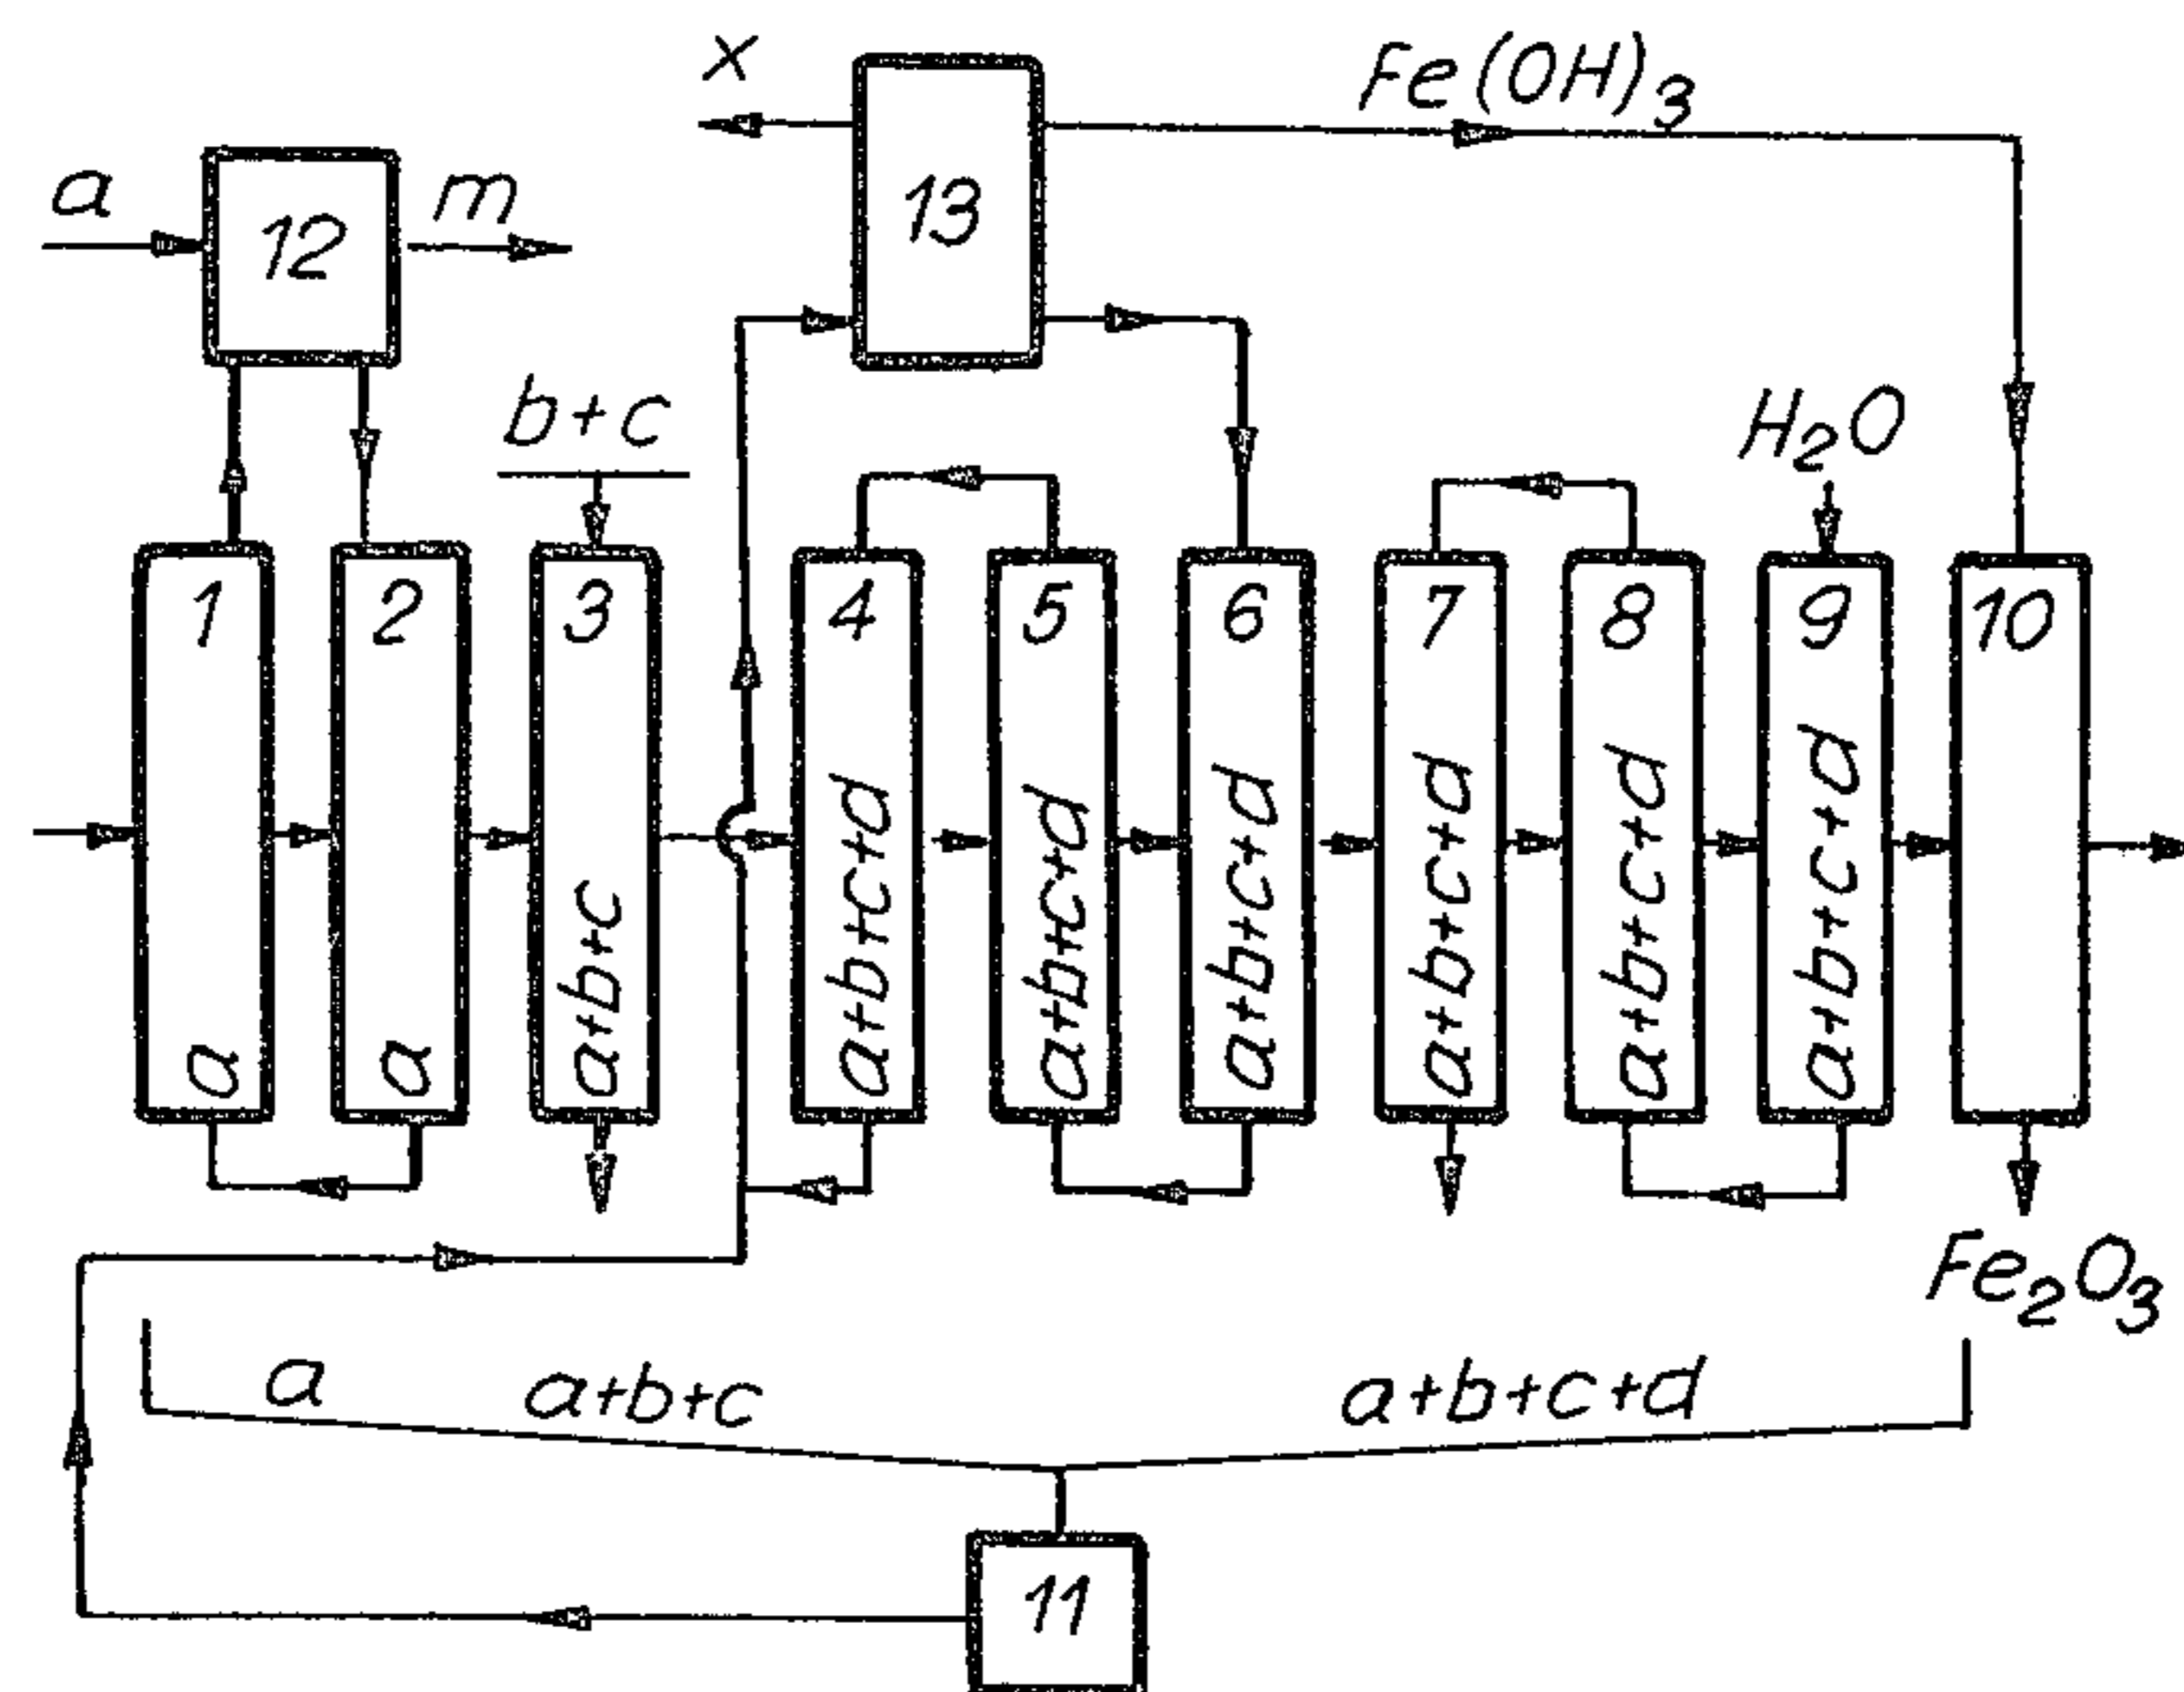 x
Fe(OH)₃
a
12
m
13
b+c
H₂O
1
2
3
4
5
6
7
8
9
10
a
a
a+b+c
a+b+c+d
a+b+c+d
a+b+c+d
a+b+c+d
a+b+c+d
a+b+c+d
Fe₂O₃
a
a+b+c
a+b+c+d
11